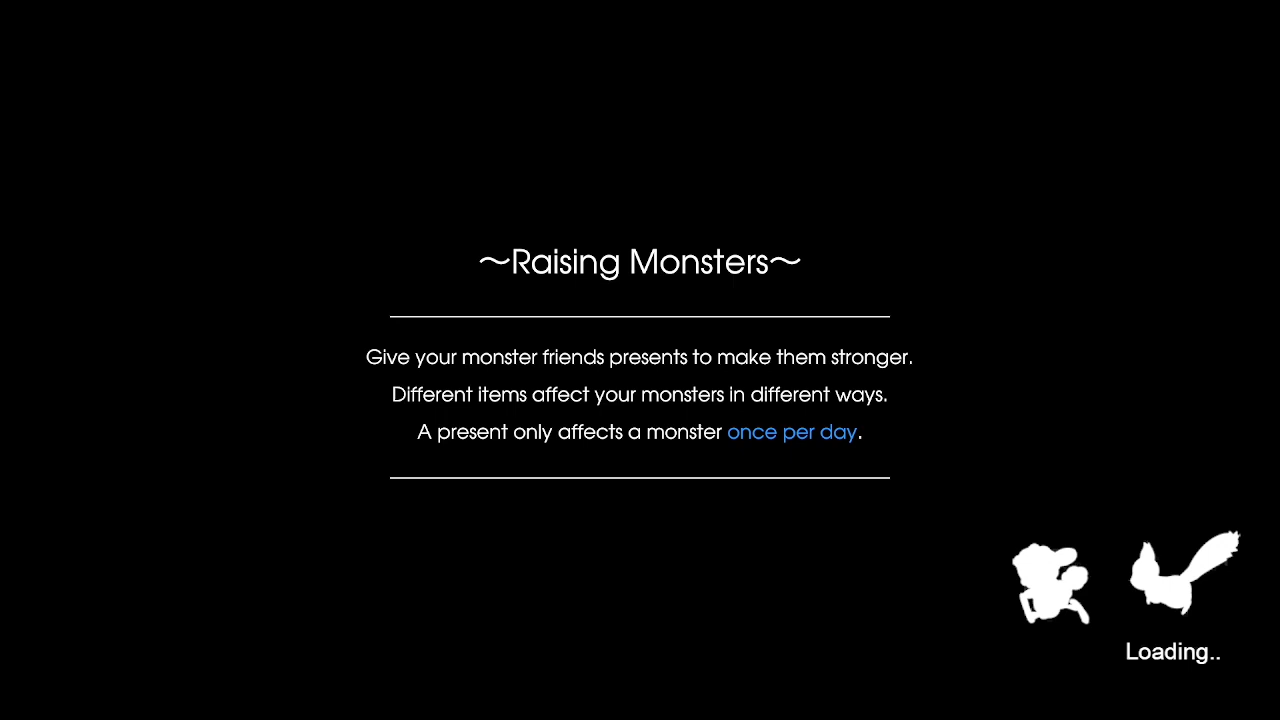 ～Raising Monsters～
Give your monster friends presents to make them stronger.
Different items affect your monsters in different ways.
A present only affects a monster once per day.
Loading..